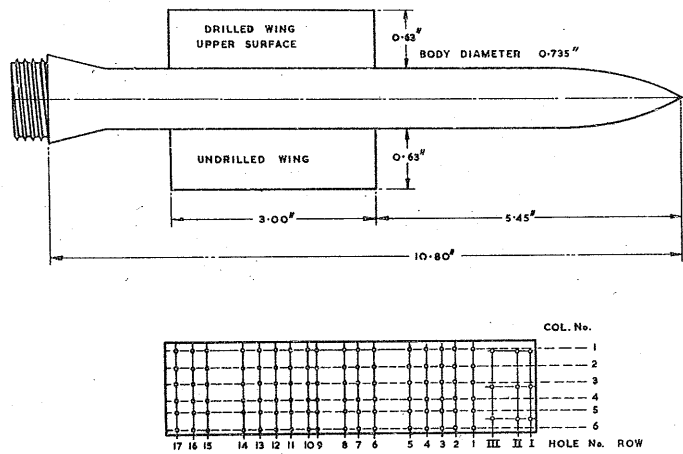 DRILLED WING
UPPER SURFACE
0·63"
BODY DIAMETER 0·735"
UNDRILLED WING
0·63"
3·00"
5·45"
10·80"
COL. No.
1
2
3
4
5
6
17 16 15 14 13 12 11 10 9 8 7 6 5 4 3 2 1 III II I HOLE No. ROW